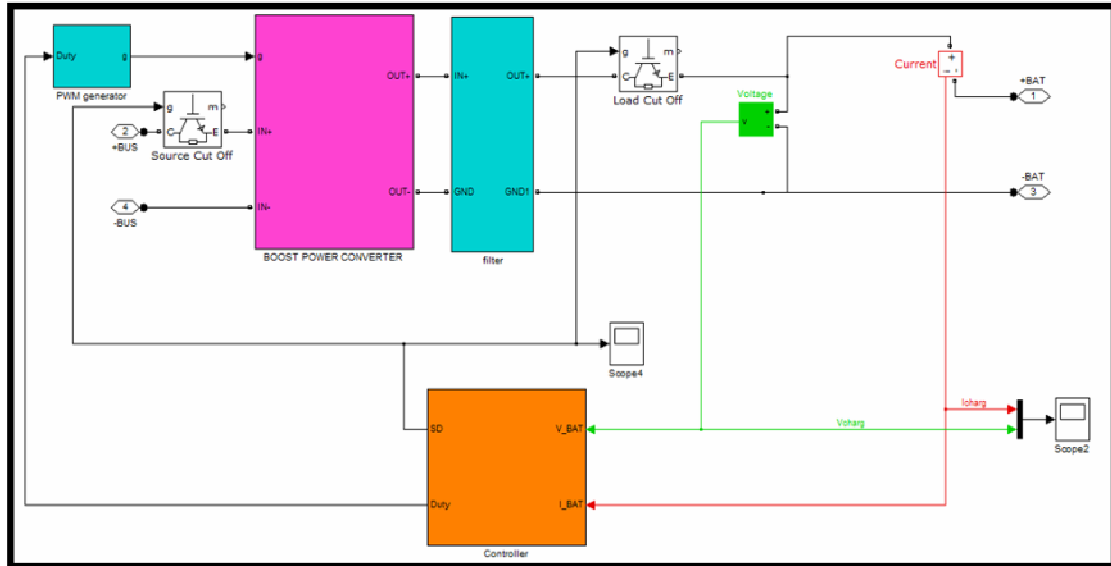 Duty
g
PWM generator
g
m
C
E
Source Cut Off
2
+BUS
4
-BUS
g
IN+
IN-
OUT+
OUT-
BOOST POWER CONVERTER
IN+
OUT+
GND
GND1
filter
g
m
C
E
Load Cut Off
Voltage
+
-
v
Current
+
-
i
+BAT
1
-BAT
3
Scope4
SD
V_BAT
Duty
I_BAT
Controller
Icharg
Vcharg
Scope2